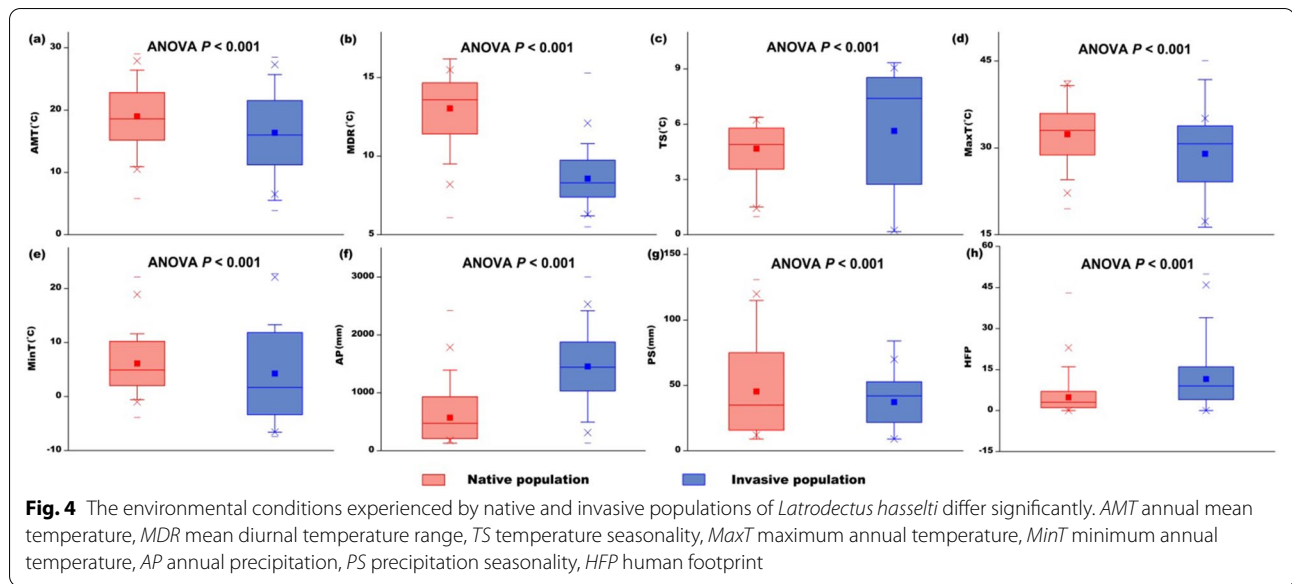 (a) ANOVA P < 0.001
30
20
10
0
AMT(℃)
(b) ANOVA P < 0.001
15
10
5
MDR(℃)
(c) ANOVA P < 0.001
9
6
3
0
TS(℃)
(d) ANOVA P < 0.001
45
30
15
MaxT(℃)
(e) ANOVA P < 0.001
20
10
0
-10
MinT(℃)
(f) ANOVA P < 0.001
3000
2000
1000
0
AP(mm)
(g) ANOVA P < 0.001
150
100
50
0
PS(mm)
(h) ANOVA P < 0.001
60
45
30
15
0
-15
HFP
Native population Invasive population
Fig. 4 The environmental conditions experienced by native and invasive populations of Latrodectus hasselti differ significantly. AMT annual mean
temperature, MDR mean diurnal temperature range, TS temperature seasonality, MaxT maximum annual temperature, MinT minimum annual
temperature, AP annual precipitation, PS precipitation seasonality, HFP human footprint